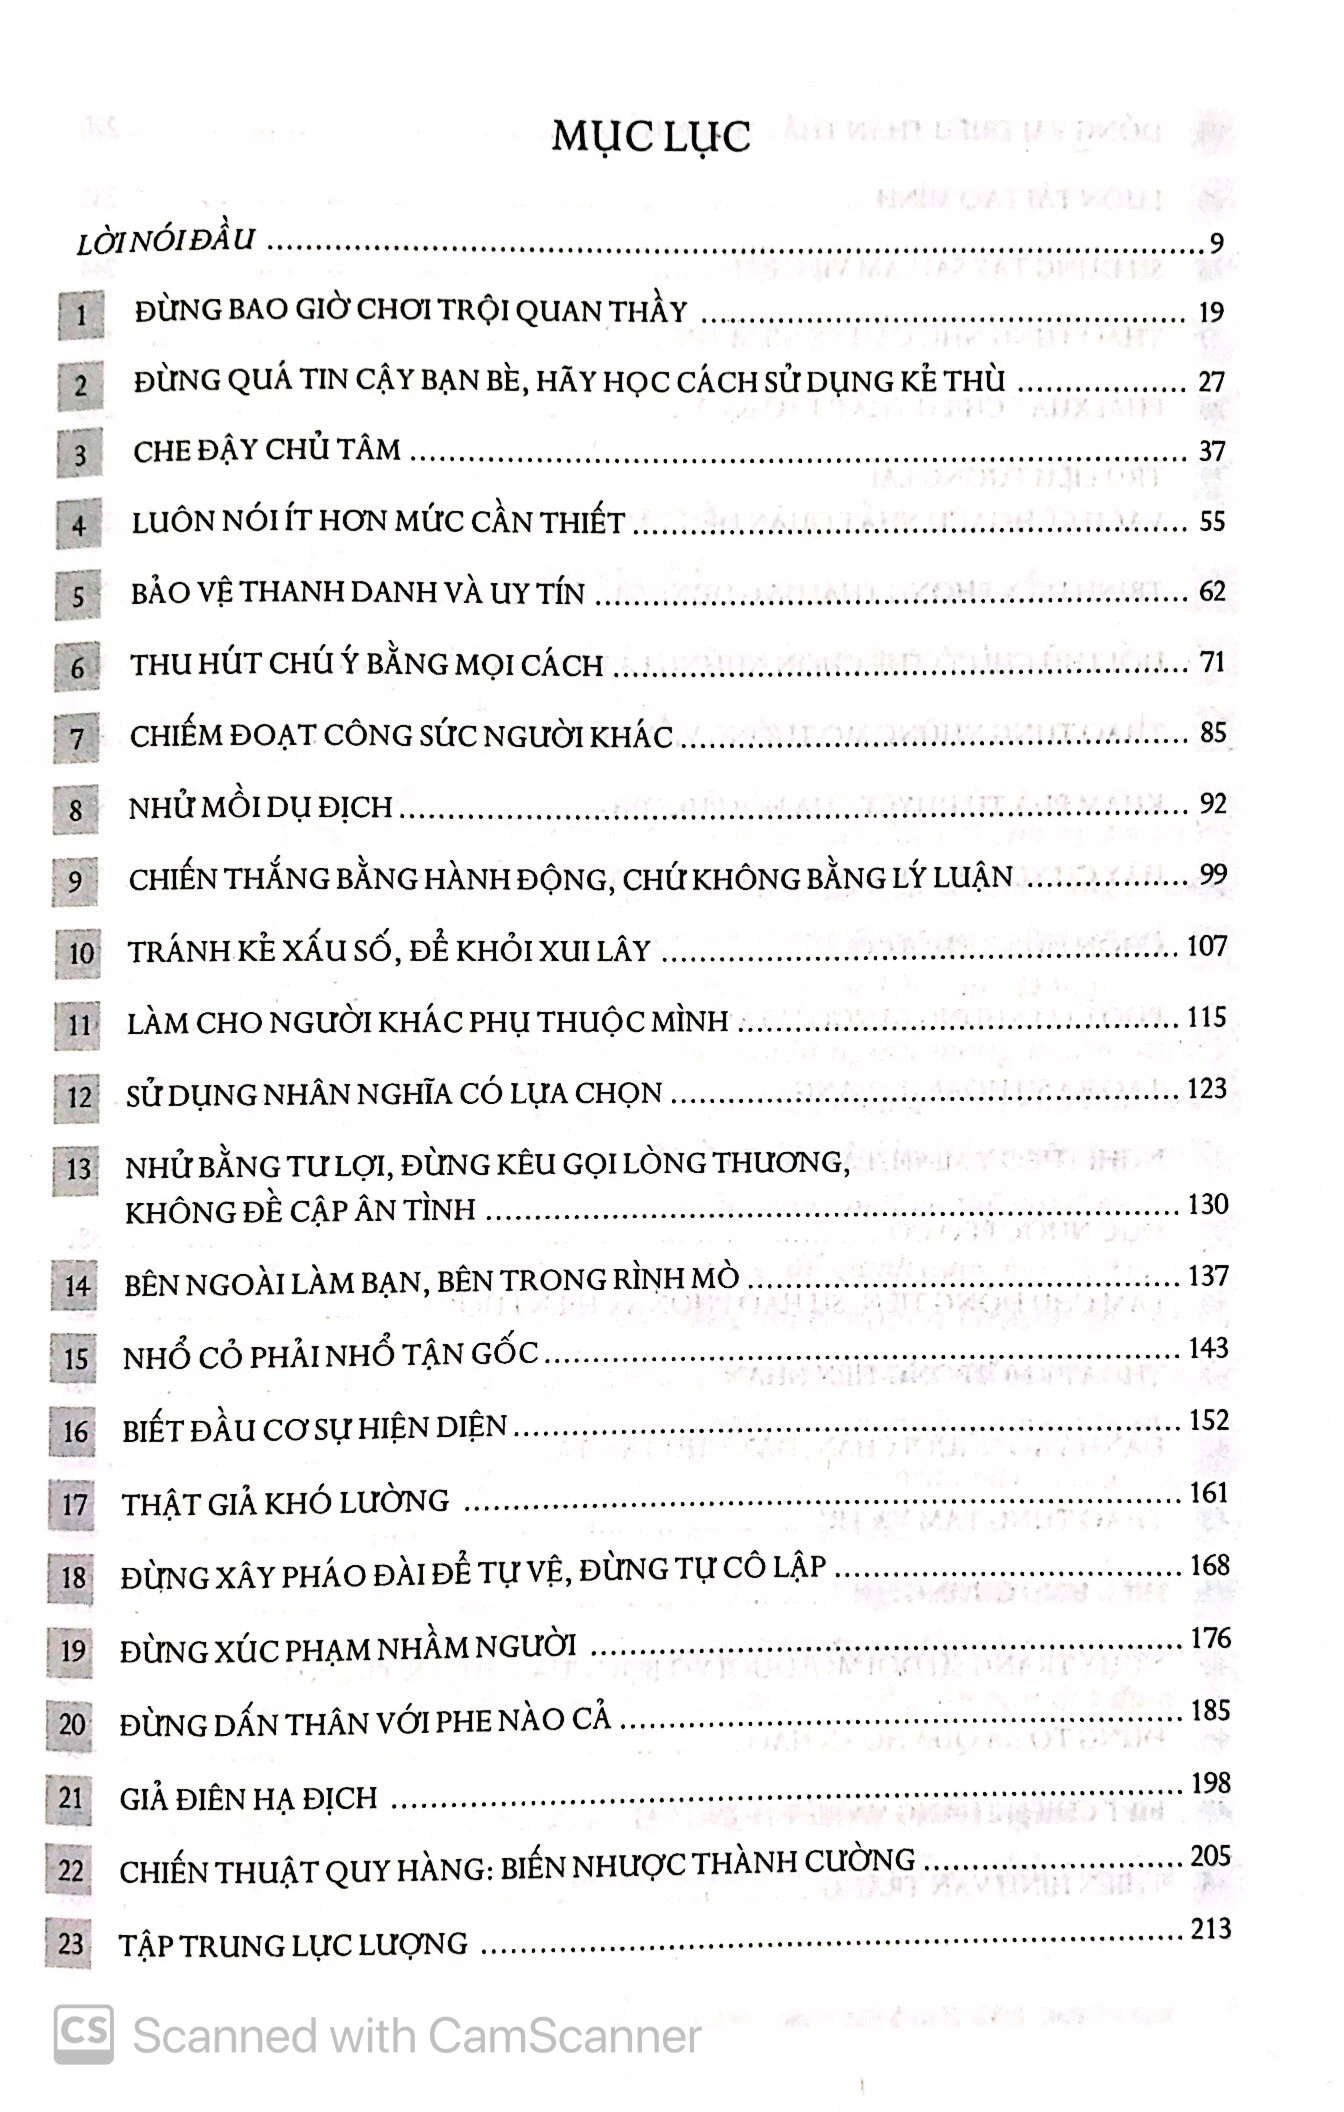 MỤC LỤC
LỜI NÓI ĐẦU ........ 9
1 ĐỪNG BAO GIỜ CHƠI TRỘI QUAN THẦY ........ 19
2 ĐỪNG QUÁ TIN CẬY BẠN BÈ, HÃY HỌC CÁCH SỬ DỤNG KẺ THÙ ........ 27
3 CHE ĐẬY CHỦ TÂM ........ 37
4 LUÔN NÓI ÍT HƠN MỨC CẦN THIẾT ........ 55
5 BẢO VỆ THANH DANH VÀ UY TÍN ........ 62
6 THU HÚT CHÚ Ý BẰNG MỌI CÁCH ........ 71
7 CHIẾM ĐOẠT CÔNG SỨC NGƯỜI KHÁC ........ 85
8 NHỬ MỒI DỤ ĐỊCH ........ 92
9 CHIẾN THẮNG BẰNG HÀNH ĐỘNG, CHỨ KHÔNG BẰNG LÝ LUẬN ........ 99
10 TRÁNH KẺ XẤU SỐ, ĐỂ KHỎI XUI LÂY ........ 107
11 LÀM CHO NGƯỜI KHÁC PHỤ THUỘC MÌNH ........ 115
12 SỬ DỤNG NHÂN NGHĨA CÓ LỰA CHỌN ........ 123
13 NHỬ BẰNG TƯ LỢI, ĐỪNG KÊU GỌI LÒNG THƯƠNG,
KHÔNG ĐỀ CẬP ÂN TÌNH ........ 130
14 BÊN NGOÀI LÀM BẠN, BÊN TRONG RÌNH MÒ ........ 137
15 NHỔ CỎ PHẢI NHỔ TẬN GỐC ........ 143
16 BIẾT ĐẦU CƠ SỰ HIỆN DIỆN ........ 152
17 THẬT GIẢ KHÓ LƯỜNG ........ 161
18 ĐỪNG XÂY PHÁO ĐÀI ĐỂ TỰ VỆ, ĐỪNG TỰ CÔ LẬP ........ 168
19 ĐỪNG XÚC PHẠM NHẦM NGƯỜI ........ 176
20 ĐỪNG DẤN THÂN VỚI PHE NÀO CẢ ........ 185
21 GIẢ ĐIÊN HẠ ĐỊCH ........ 198
22 CHIẾN THUẬT QUY HÀNG: BIẾN NHƯỢC THÀNH CƯỜNG ........ 205
23 TẬP TRUNG LỰC LƯỢNG ........ 213
CS Scanned with CamScanner